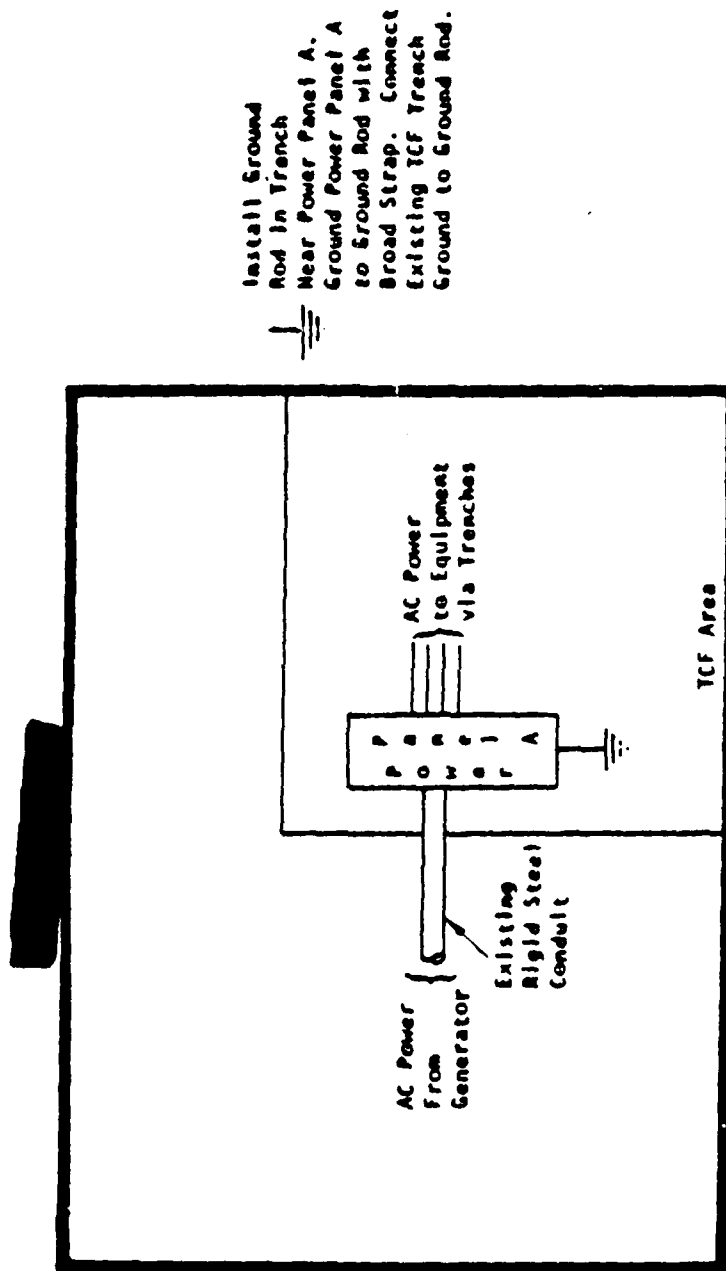 Install Ground
Rod in Trench
Near Power Panel A.
Ground Power Panel A
to Ground Rod with
Broad Strap. Connect
Existing TCF Trench
Ground to Ground Rod.
AC Power
From
Generator
Existing
Rigid Steel
Conduit
Power
Panel
A
AC Power
to Equipment
via Trenches
TCF Area